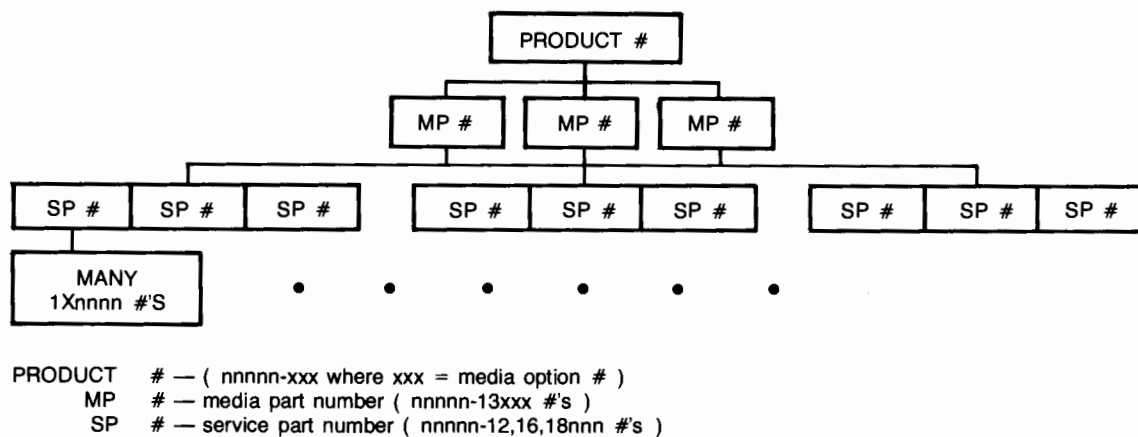 PRODUCT #
MP # MP # MP #
SP # SP # SP # SP # SP # SP # SP # SP # SP #
MANY
1Xnnnn #'S
PRODUCT # — ( nnnnn-xxx where xxx = media option # )
MP # — media part number ( nnnnn-13xxx #'s )
SP # — service part number ( nnnnn-12,16,18nnn #'s )